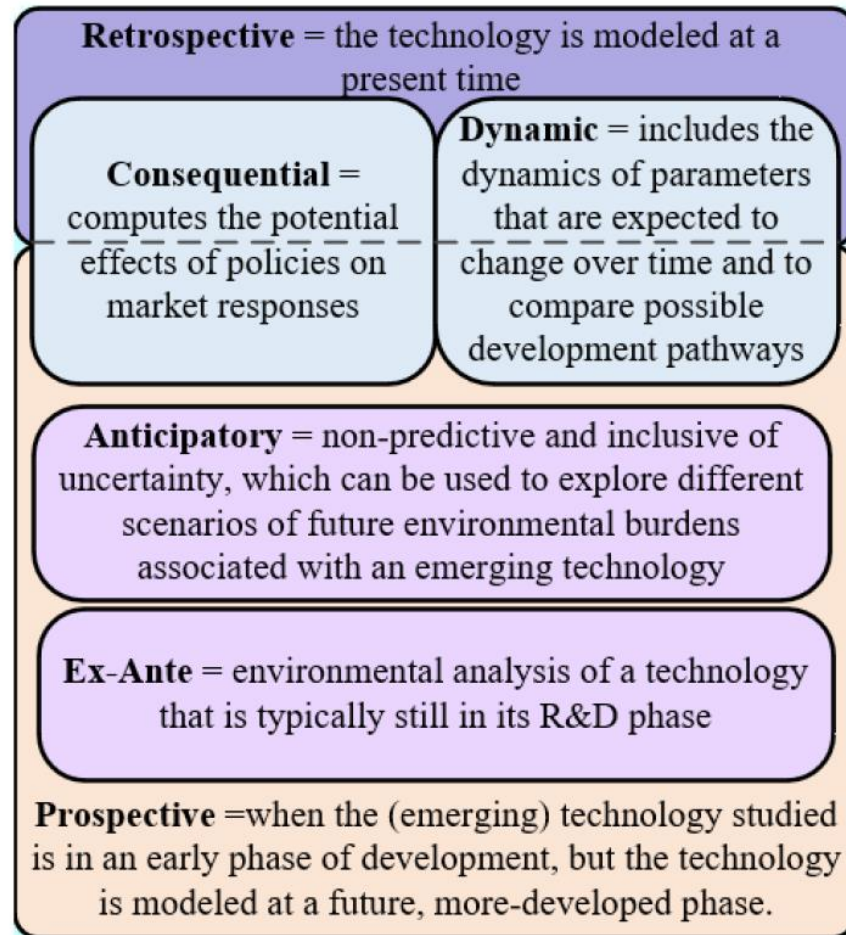 Retrospective = the technology is modeled at a
present time
Consequential =
computes the potential
effects of policies on
market responses
Dynamic = includes the
dynamics of parameters
that are expected to
change over time and to
compare possible
development pathways
Anticipatory = non-predictive and inclusive of
uncertainty, which can be used to explore different
scenarios of future environmental burdens
associated with an emerging technology
Ex-Ante = environmental analysis of a technology
that is typically still in its R&D phase
Prospective =when the (emerging) technology studied
is in an early phase of development, but the technology
is modeled at a future, more-developed phase.